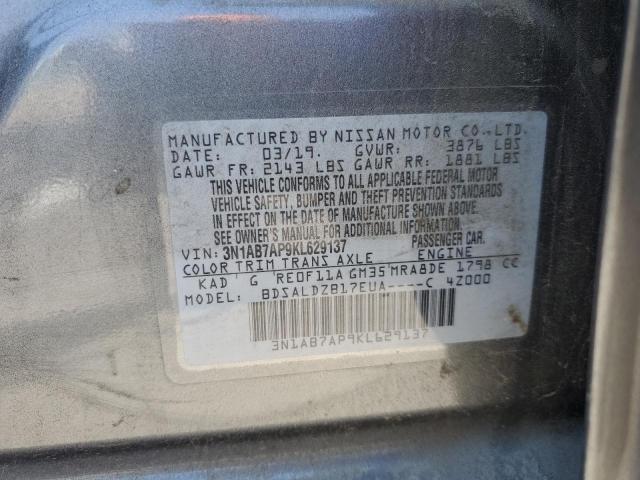 MANUFACTURED BY NISSAN MOTOR CO.,LTD.
DATE: 03/19. GVWR: 3876 LBS
GAWR FR: 2143 LBS GAWR RR: 1881 LBS
THIS VEHICLE CONFORMS TO ALL APPLICABLE FEDERAL MOTOR
VEHICLE SAFETY, BUMPER AND THEFT PREVENTION STANDARDS
IN EFFECT ON THE DATE OF MANUFACTURE SHOWN ABOVE.
SEE OWNER'S MANUAL FOR ADDITIONAL INFORMATION.
VIN: 3N1AB7AP9KL629137 PASSENGER CAR.
COLOR TRIM TRANS AXLE ENGINE
KAD G RE0F11A GM35 MRA8DE 1798 CC
MODEL: BDSALDZB17EUA----C 4Z000
3N1AB7AP9KL629137